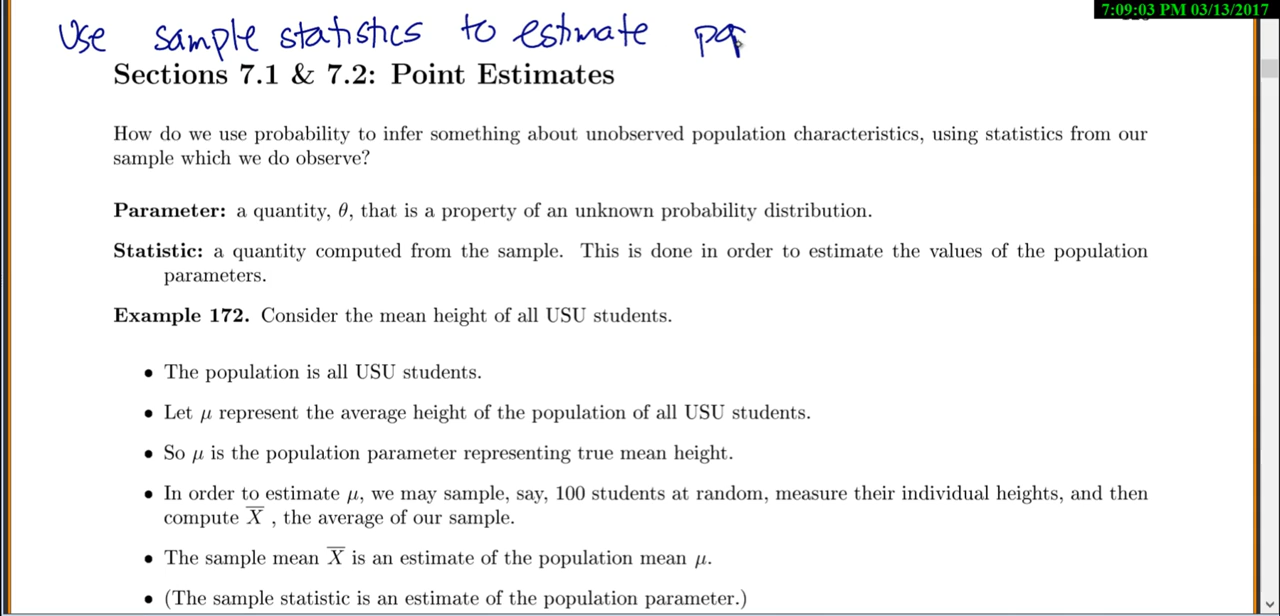 7:09:03 PM 03/13/2017
Use sample statistics to estimate
Sections 7.1 & 7.2: Point Estimates
How do we use probability to infer something about unobserved population characteristics, using statistics from our
sample which we do observe?
Parameter: a quantity, θ, that is a property of an unknown probability distribution.
Statistic: a quantity computed from the sample. This is done in order to estimate the values of the population
parameters.
Example 172. Consider the mean height of all USU students.
• The population is all USU students.
• Let μ represent the average height of the population of all USU students.
• So μ is the population parameter representing true mean height.
• In order to estimate μ, we may sample, say, 100 students at random, measure their individual heights, and then
compute X̅ , the average of our sample.
• The sample mean X̅ is an estimate of the population mean μ.
• (The sample statistic is an estimate of the population parameter.)